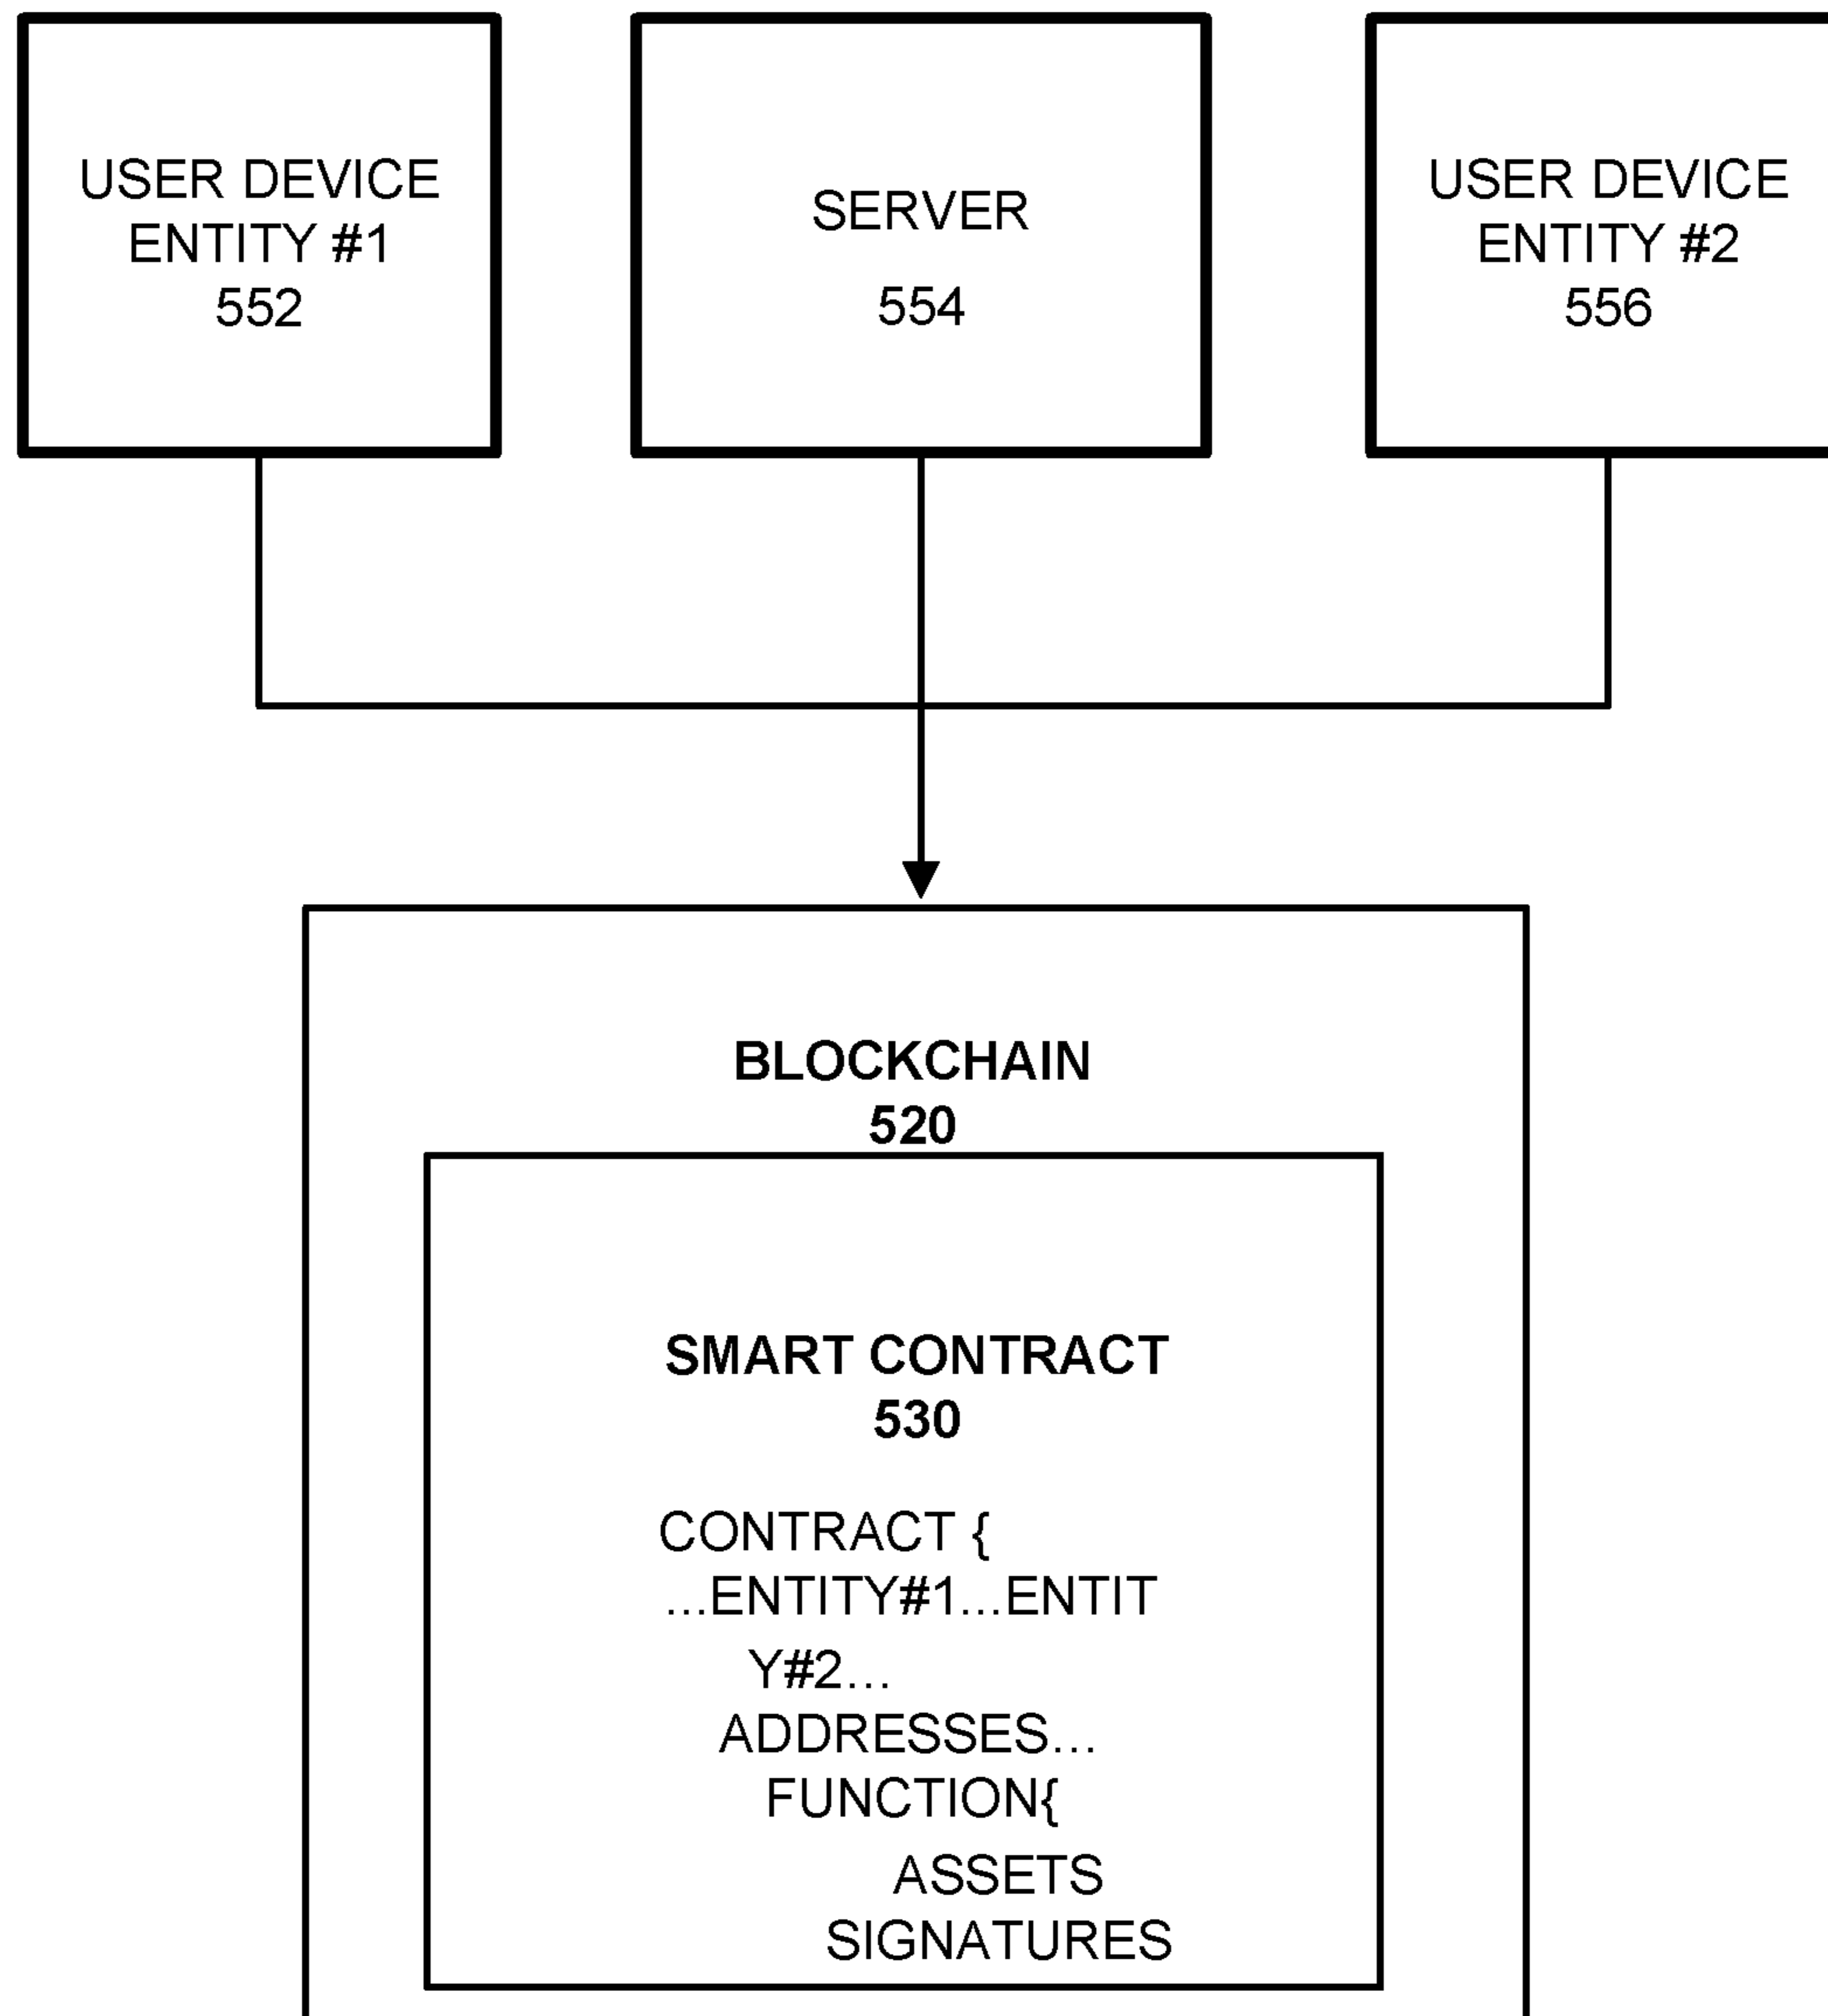 USER DEVICE
ENTITY #1
552
SERVER
554
USER DEVICE
ENTITY #2
556
BLOCKCHAIN
520
SMART CONTRACT
530
CONTRACT {
...ENTITY#1...ENTIT
Y#2...
ADDRESSES...
FUNCTION{
ASSETS
SIGNATURES